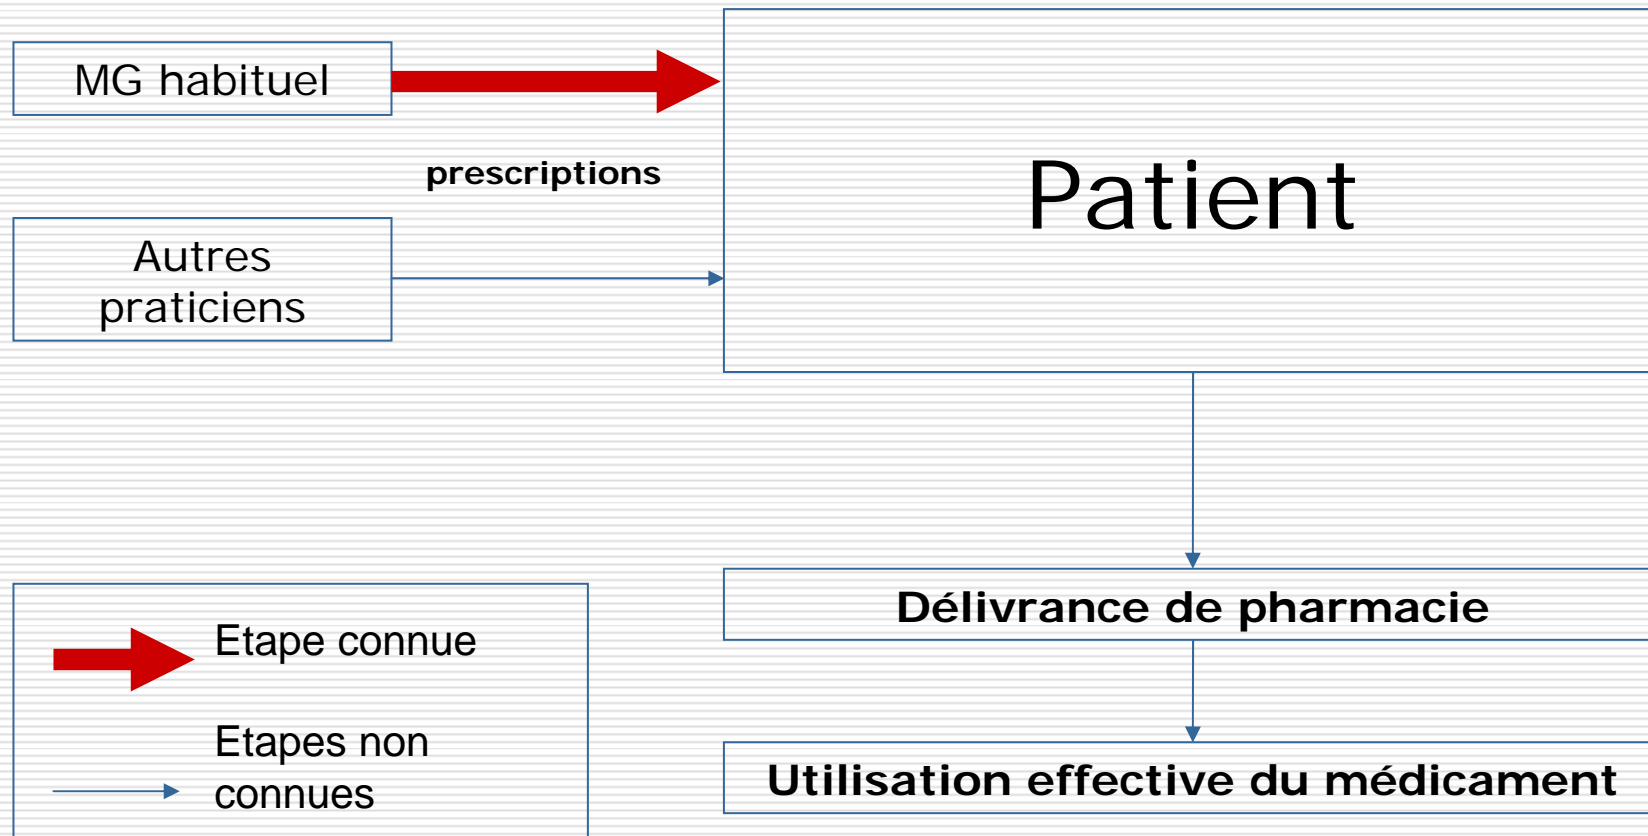 MG habituel
prescriptions
Autres
praticiens
Patient
Délivrance de pharmacie
Utilisation effective du médicament
Etape connue
Etapes non
connues